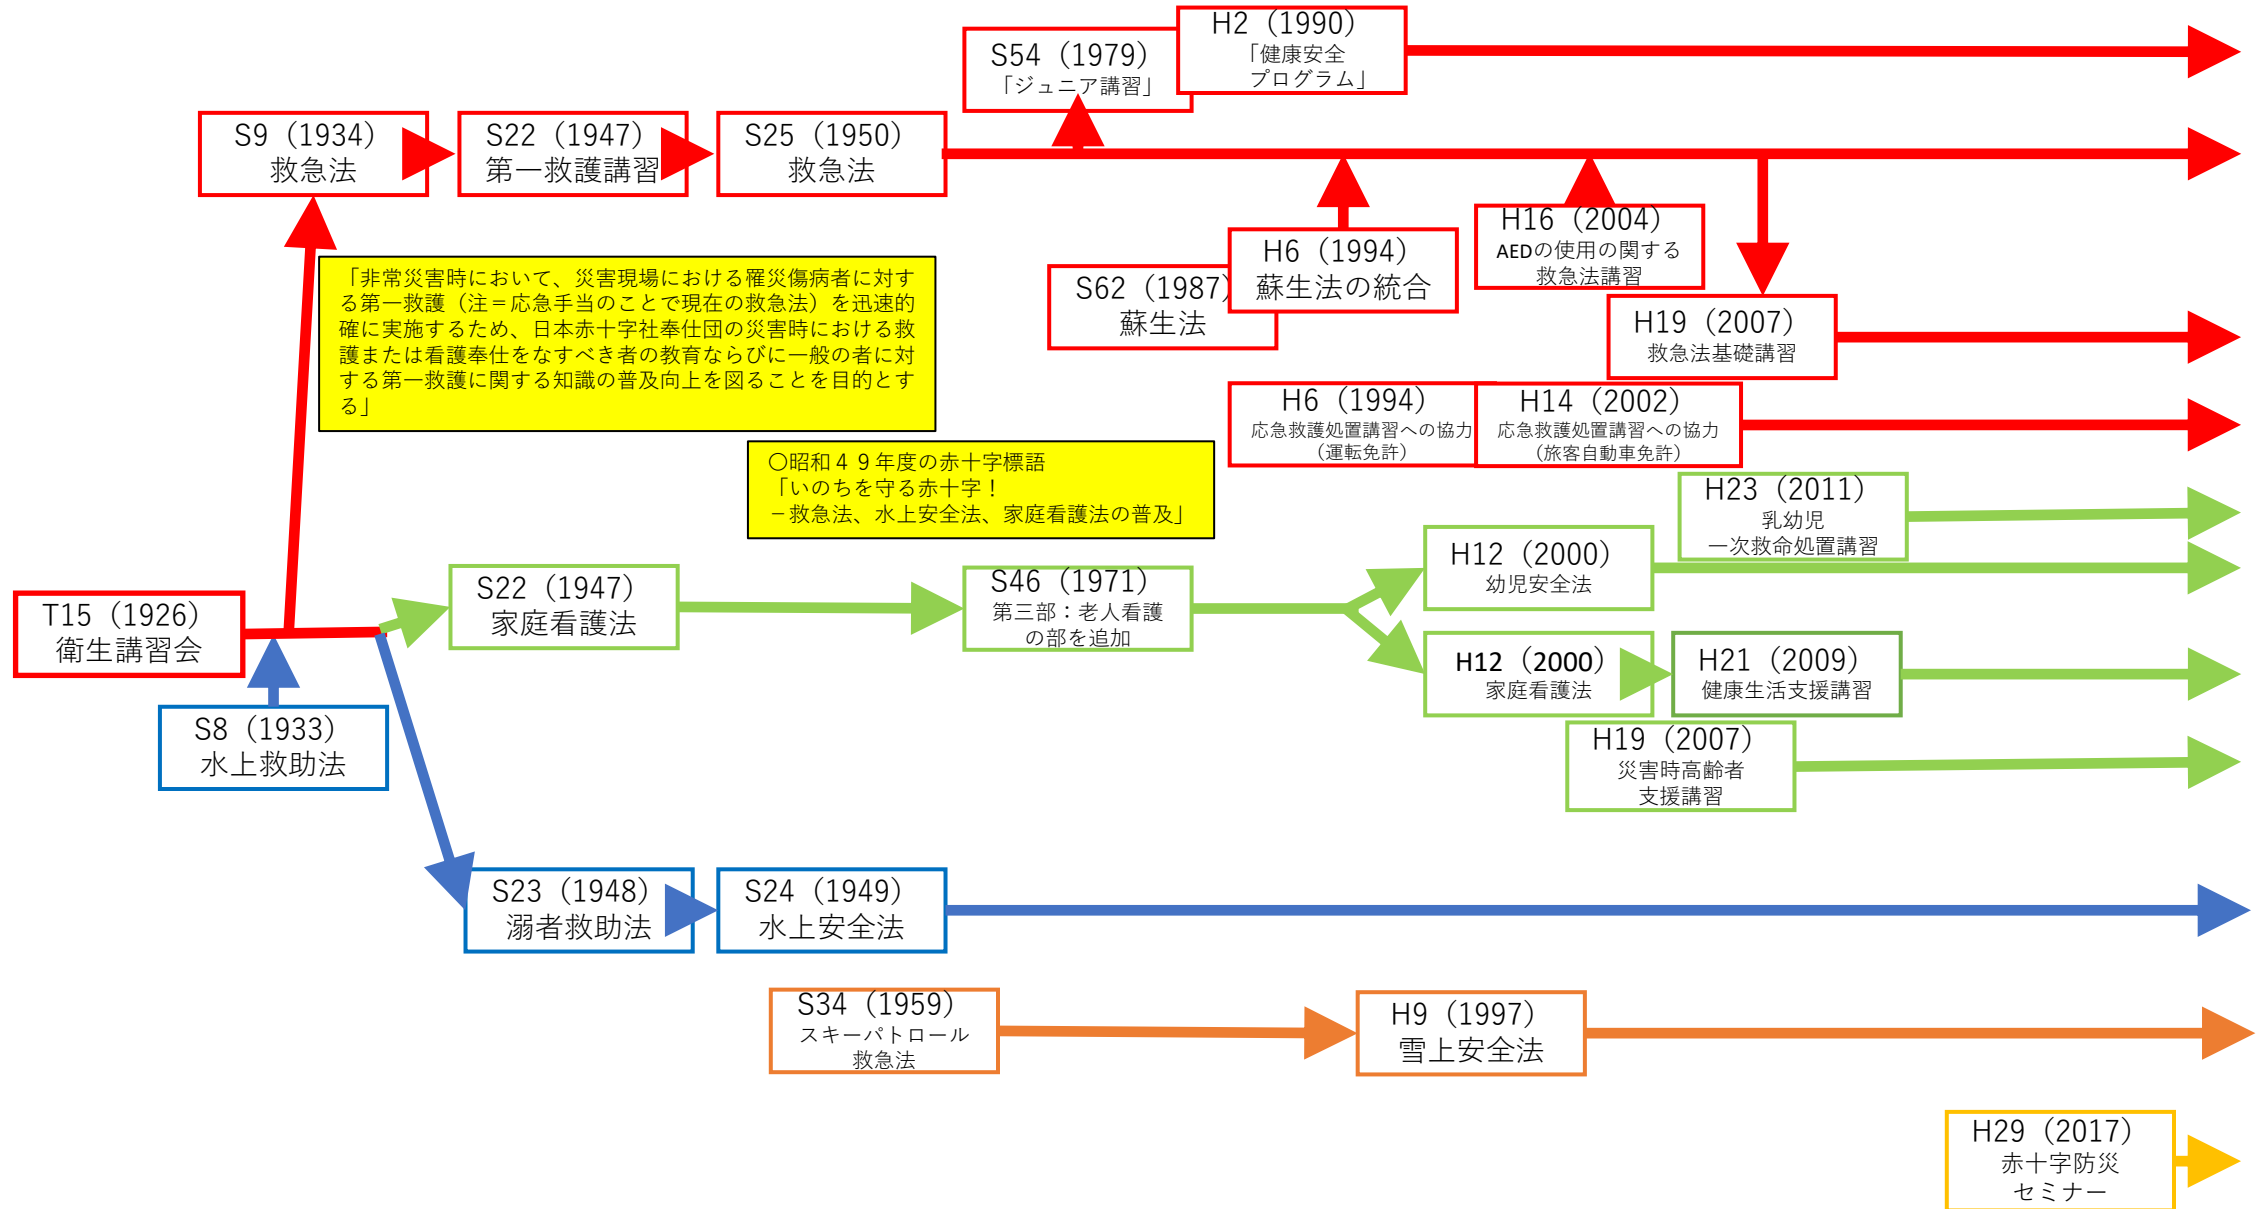 H2（1990）
「健康安全
プログラム」
S54（1979）
「ジュニア講習」
S9（1934）
救急法
S22（1947）
第一救護講習
S25（1950）
救急法
H16（2004）
AEDの使用の関する
救急法講習
H6（1994）
蘇生法の統合
S62（1987）
蘇生法
「非常災害時において、災害現場における罹災傷病者に対す
る第一救護（注＝応急手当のことで現在の救急法）を迅速的
確に実施するため、日本赤十字社奉仕団の災害時における救
護または看護奉仕をなすべき者の教育ならびに一般の者に対
する第一救護に関する知識の普及向上を図ることを目的とす
る」
H19（2007）
救急法基礎講習
H6（1994）
応急救護処置講習への協力
（運転免許）
H14（2002）
応急救護処置講習への協力
（旅客自動車免許）
〇昭和４９年度の赤十字標語
「いのちを守る赤十字！
－救急法、水上安全法、家庭看護法の普及」
H23（2011）
乳幼児
一次救命処置講習
H12（2000）
幼児安全法
S22（1947）
家庭看護法
S46（1971）
第三部：老人看護
の部を追加
T15（1926）
衛生講習会
H12（2000）
家庭看護法
H21（2009）
健康生活支援講習
S8（1933）
水上救助法
H19（2007）
災害時高齢者
支援講習
S23（1948）
溺者救助法
S24（1949）
水上安全法
S34（1959）
スキーパトロール
救急法
H9（1997）
雪上安全法
H29（2017）
赤十字防災
セミナー